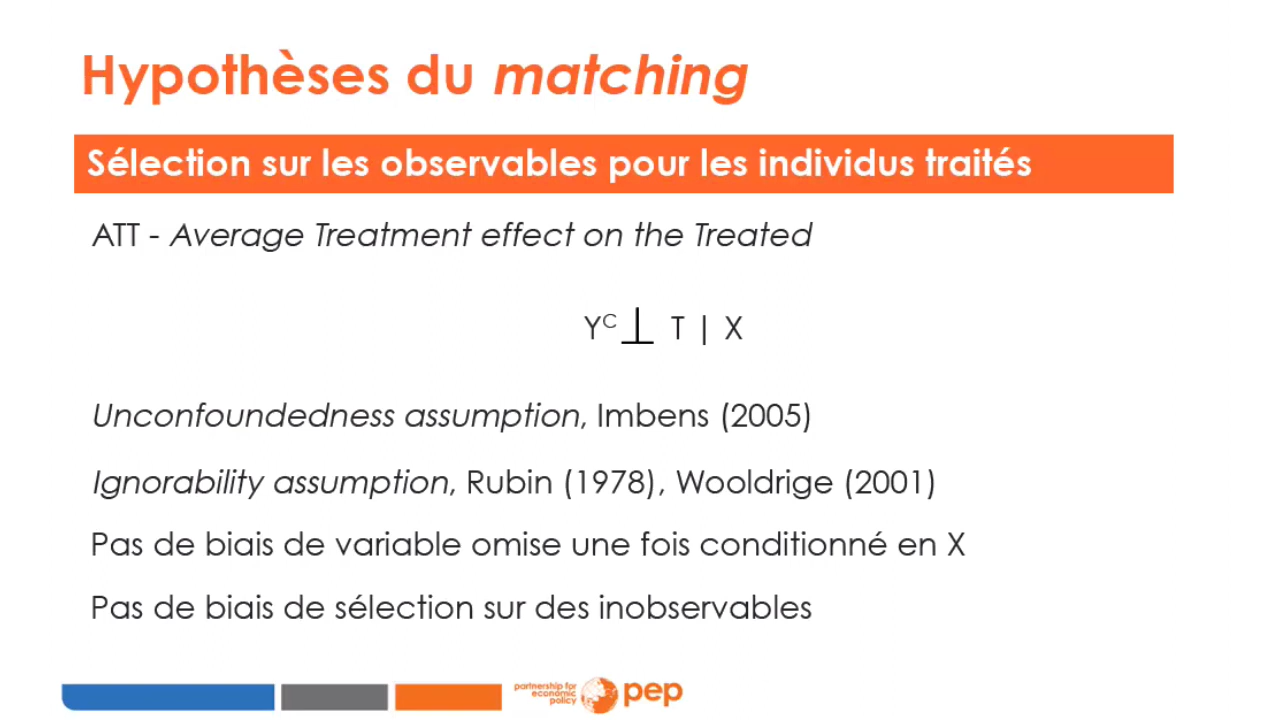 Hypothèses du matching
Sélection sur les observables pour les individus traités
ATT - Average Treatment effect on the Treated
Yᶜ ⊥ T | X
Unconfoundedness assumption, Imbens (2005)
Ignorability assumption, Rubin (1978), Wooldrige (2001)
Pas de biais de variable omise une fois conditionné en X
Pas de biais de sélection sur des inobservables
partnership for
economic
policy
pep